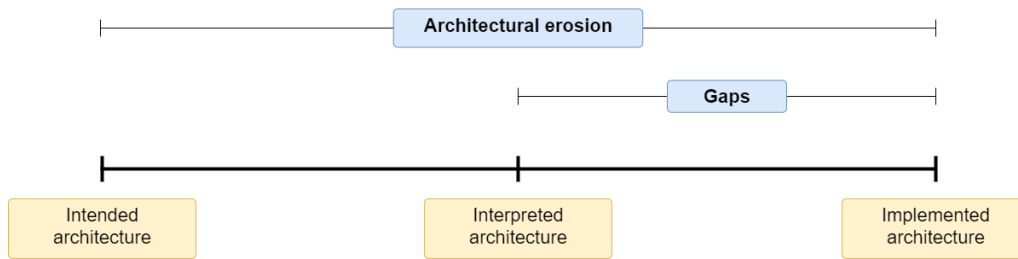 Architectural erosion
Gaps
Intended
architecture
Interpreted
architecture
Implemented
architecture